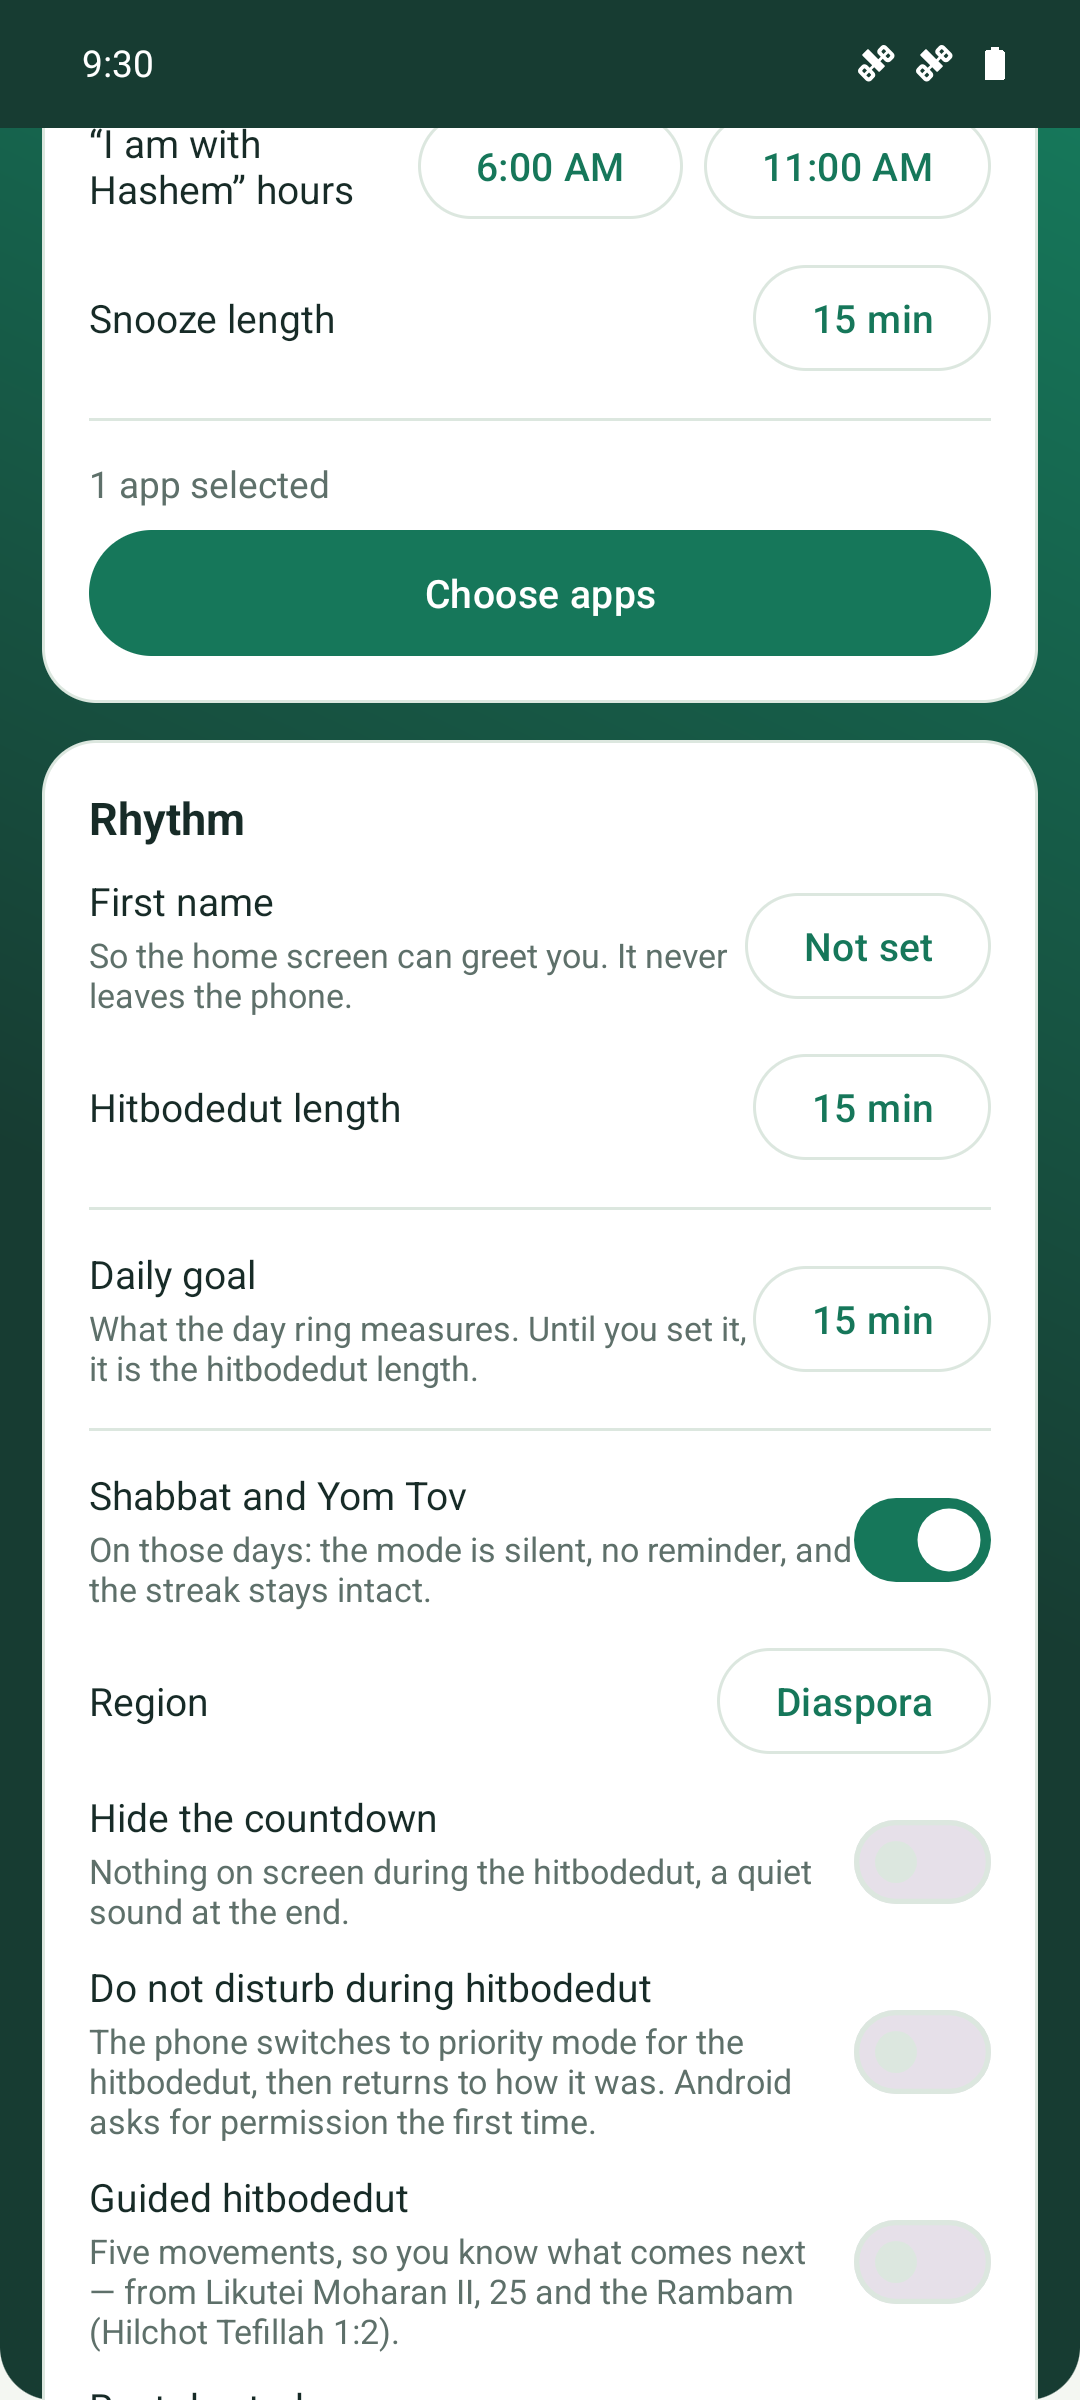 9:30
“I am with
Hashem” hours
6:00 AM
11:00 AM
Snooze length
15 min
1 app selected
Choose apps
Rhythm
First name
So the home screen can greet you. It never
leaves the phone.
Not set
Hitbodedut length
15 min
Daily goal
What the day ring measures. Until you set it,
it is the hitbodedut length.
15 min
Shabbat and Yom Tov
On those days: the mode is silent, no reminder, and
the streak stays intact.
Region
Diaspora
Hide the countdown
Nothing on screen during the hitbodedut, a quiet
sound at the end.
Do not disturb during hitbodedut
The phone switches to priority mode for the
hitbodedut, then returns to how it was. Android
asks for permission the first time.
Guided hitbodedut
Five movements, so you know what comes next
— from Likutei Moharan II, 25 and the Rambam
(Hilchot Tefillah 1:2).